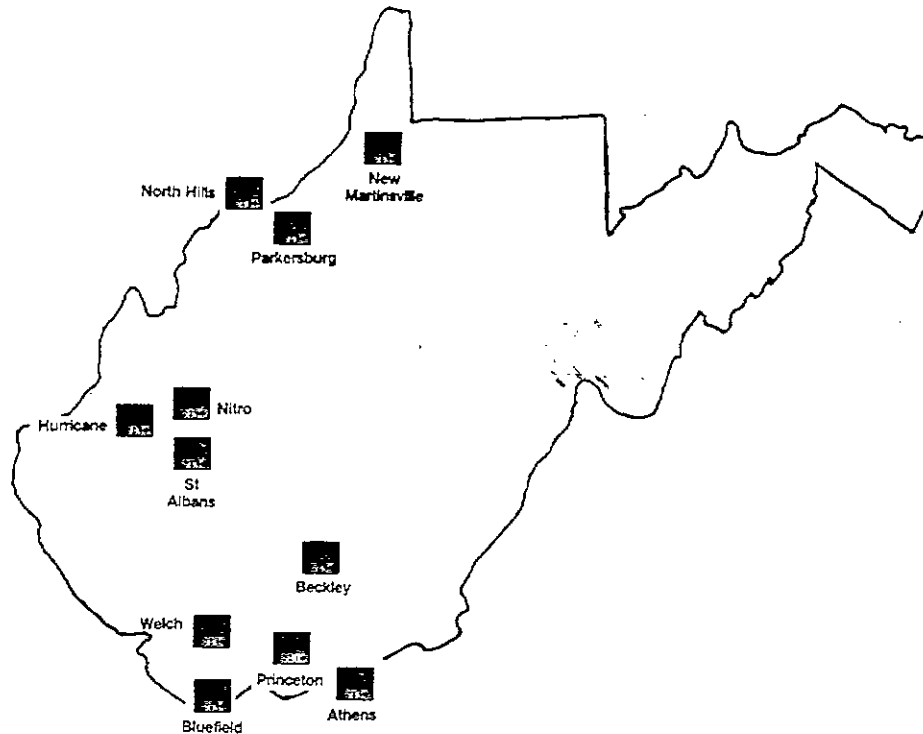 North Hills
New
Martinsville
Parkersburg
Hurricane
Nitro
St
Albans
Beckley
Welch
Princeton
Athens
Bluefield